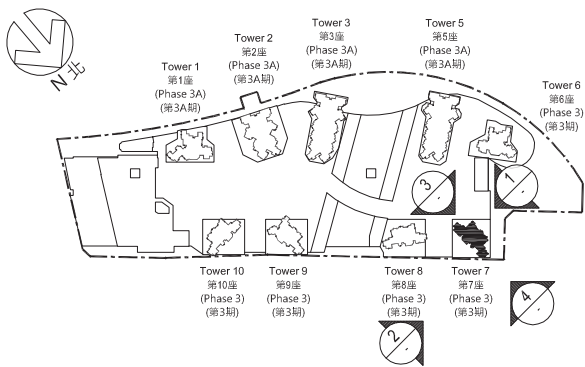 N 北
Tower 1
第1座
(Phase 3A)
(第3A期)
Tower 2
第2座
(Phase 3A)
(第3A期)
Tower 3
第3座
(Phase 3A)
(第3A期)
Tower 5
第5座
(Phase 3A)
(第3A期)
Tower 6
第6座
(Phase 3)
(第3期)
3
-
1
-
Tower 10
第10座
(Phase 3)
(第3期)
Tower 9
第9座
(Phase 3)
(第3期)
Tower 8
第8座
(Phase 3)
(第3期)
Tower 7
第7座
(Phase 3)
(第3期)
4
-
2
-